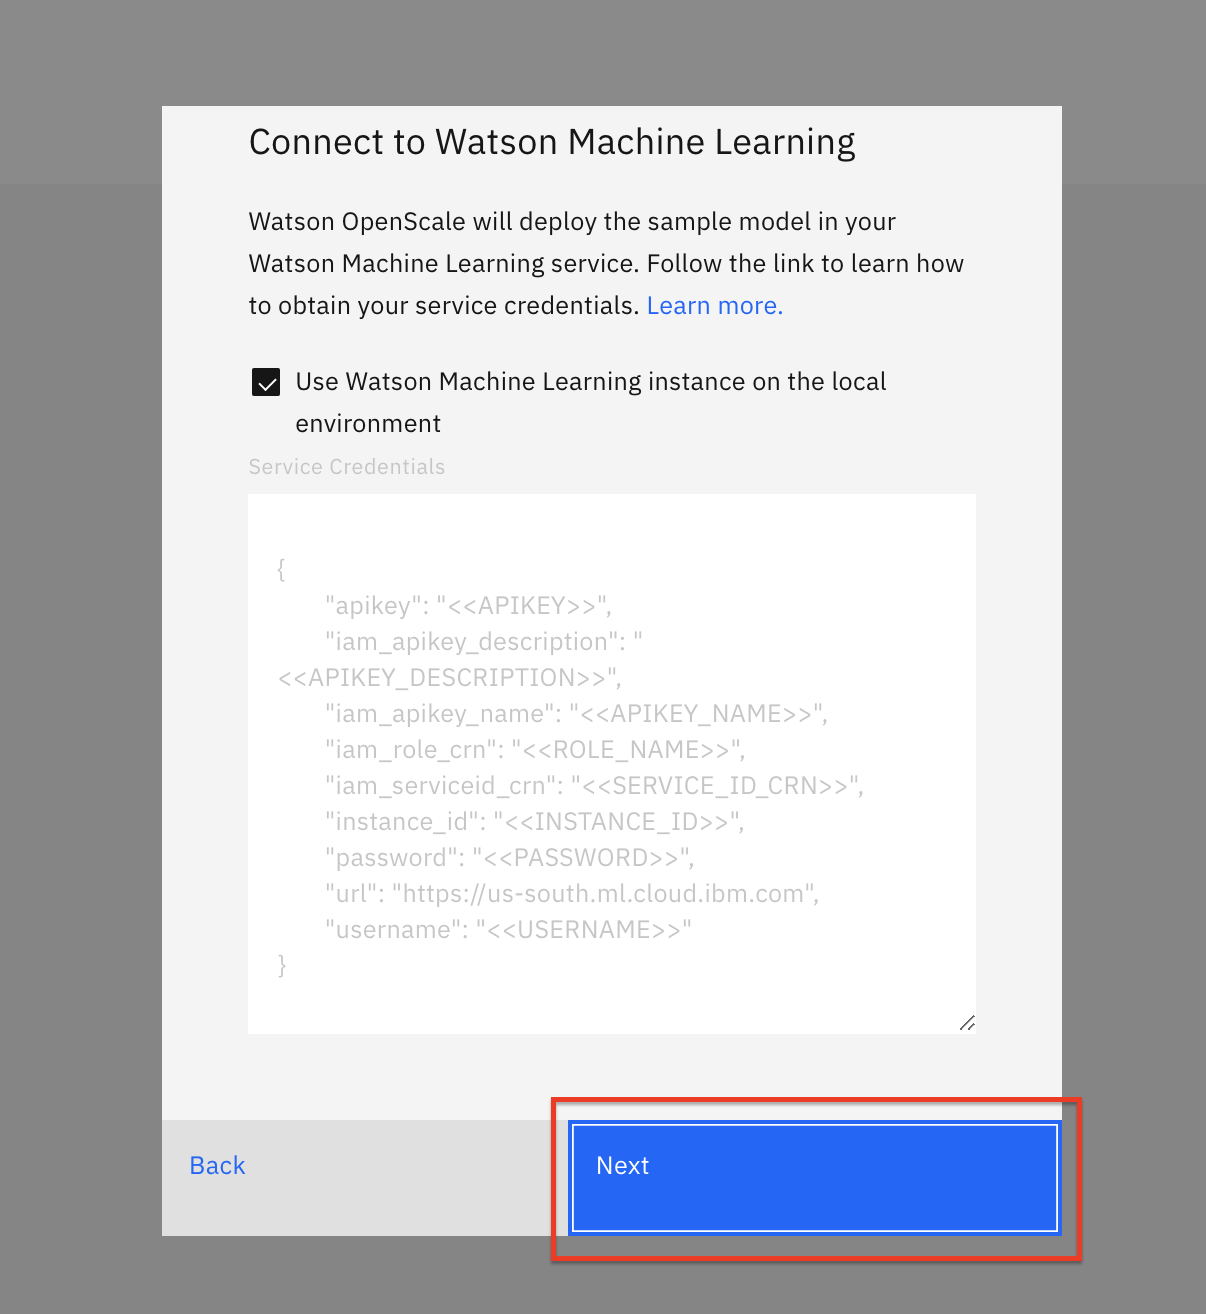 Connect to Watson Machine Learning
Watson OpenScale will deploy the sample model in your
Watson Machine Learning service. Follow the link to learn how
to obtain your service credentials. Learn more.
Use Watson Machine Learning instance on the local
environment
Service Credentials
{
"apikey": "<<APIKEY>>",
"iam_apikey_description": "
<<APIKEY_DESCRIPTION>>",
"iam_apikey_name": "<<APIKEY_NAME>>",
"iam_role_crn": "<<ROLE_NAME>>",
"iam_serviceid_crn": "<<SERVICE_ID_CRN>>",
"instance_id": "<<INSTANCE_ID>>",
"password": "<<PASSWORD>>",
"url": "https://us-south.ml.cloud.ibm.com",
"username": "<<USERNAME>>"
}
Back
Next